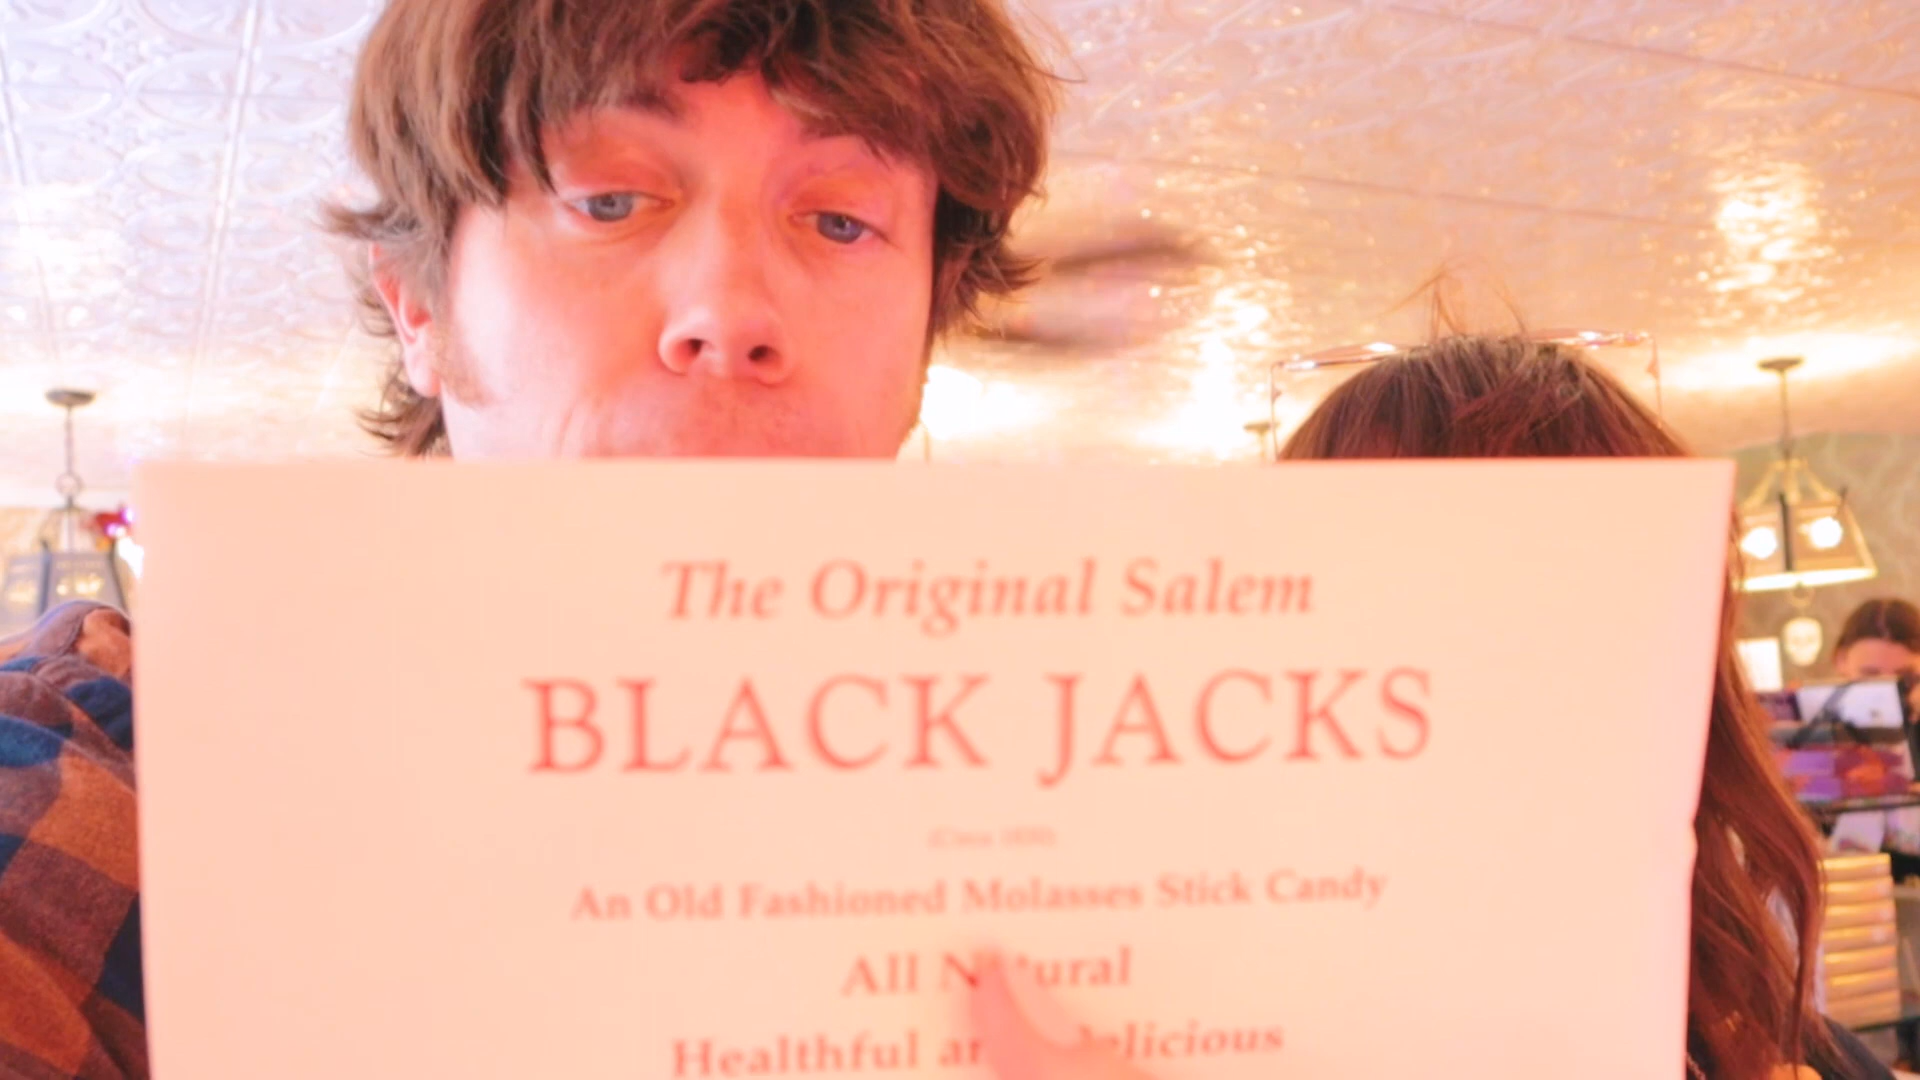 The Original Salem
BLACK JACKS
An Old Fashioned Molasses Stick Candy
All
Healthful